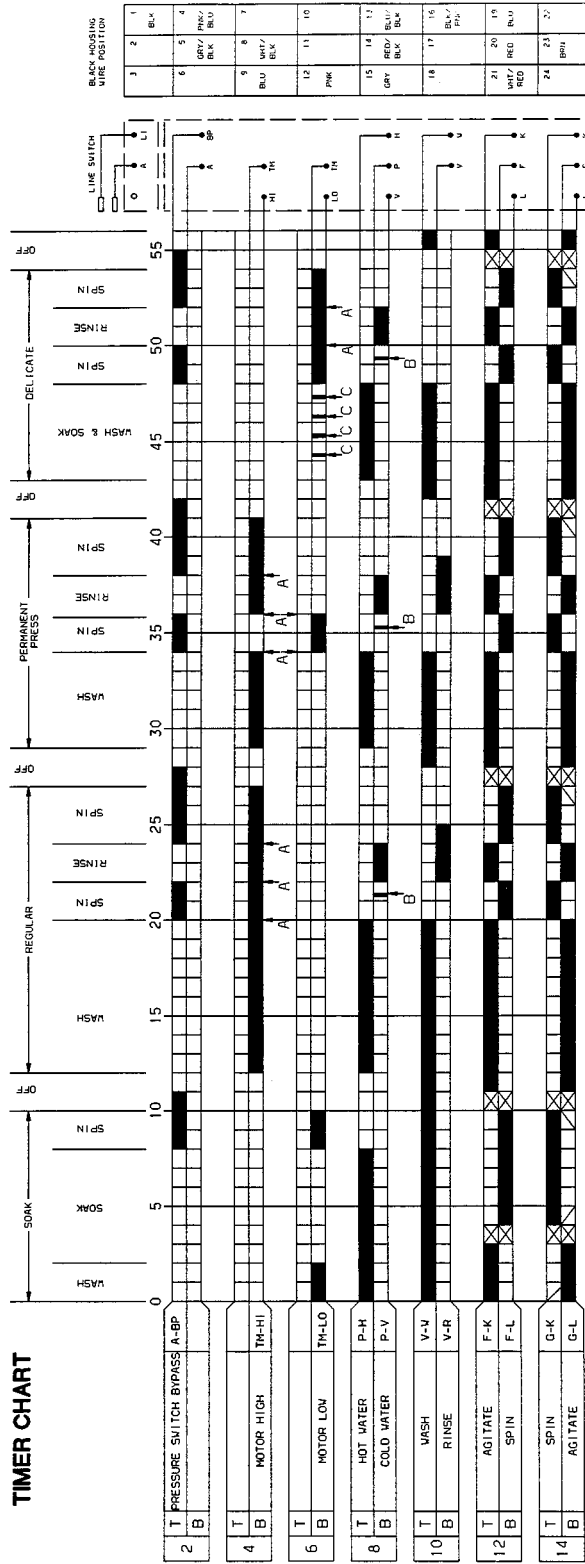 TIMER CHART
SOAK
REGULAR
PERMANENT
PRESS
DELICATE
WASH
SOAK
SPIN
OFF
WASH
SPIN
RINSE
SPIN
OFF
WASH
SPIN
RINSE
SPIN
OFF
WASH & SOAK
SPIN
RINSE
SPIN
OFF
0 5 10 15 20 25 30 35 40 45 50 55
2 T PRESSURE SWITCH BYPASS A-BP
B
4 T
B MOTOR HIGH TM-HI
A A A A A A
6 T
B MOTOR LOW TM-LO
C C C C A A
8 T HOT WATER P-H
B COLD WATER P-V
B B B
10 T WASH V-W
B RINSE V-R
12 T AGITATE F-K
B SPIN F-L
14 T SPIN G-K
B AGITATE G-L
LINE SWITCH
A L1
A BP
HI TM
LO TM
V P H
V W
L F K
BLACK HOUSING
WIRE POSITION
3 2 1 BLK
6 5 GRY/BLK 4 PNK/BLU
9 BLU 8 WHT/BLK 7
12 PNK 11 10
15 GRY 14 RED/BLK 13 BLU/BLK
18 17 16 BLK/
21 WHT/RED 20 RED 19 BLU
24 23 BRN 22